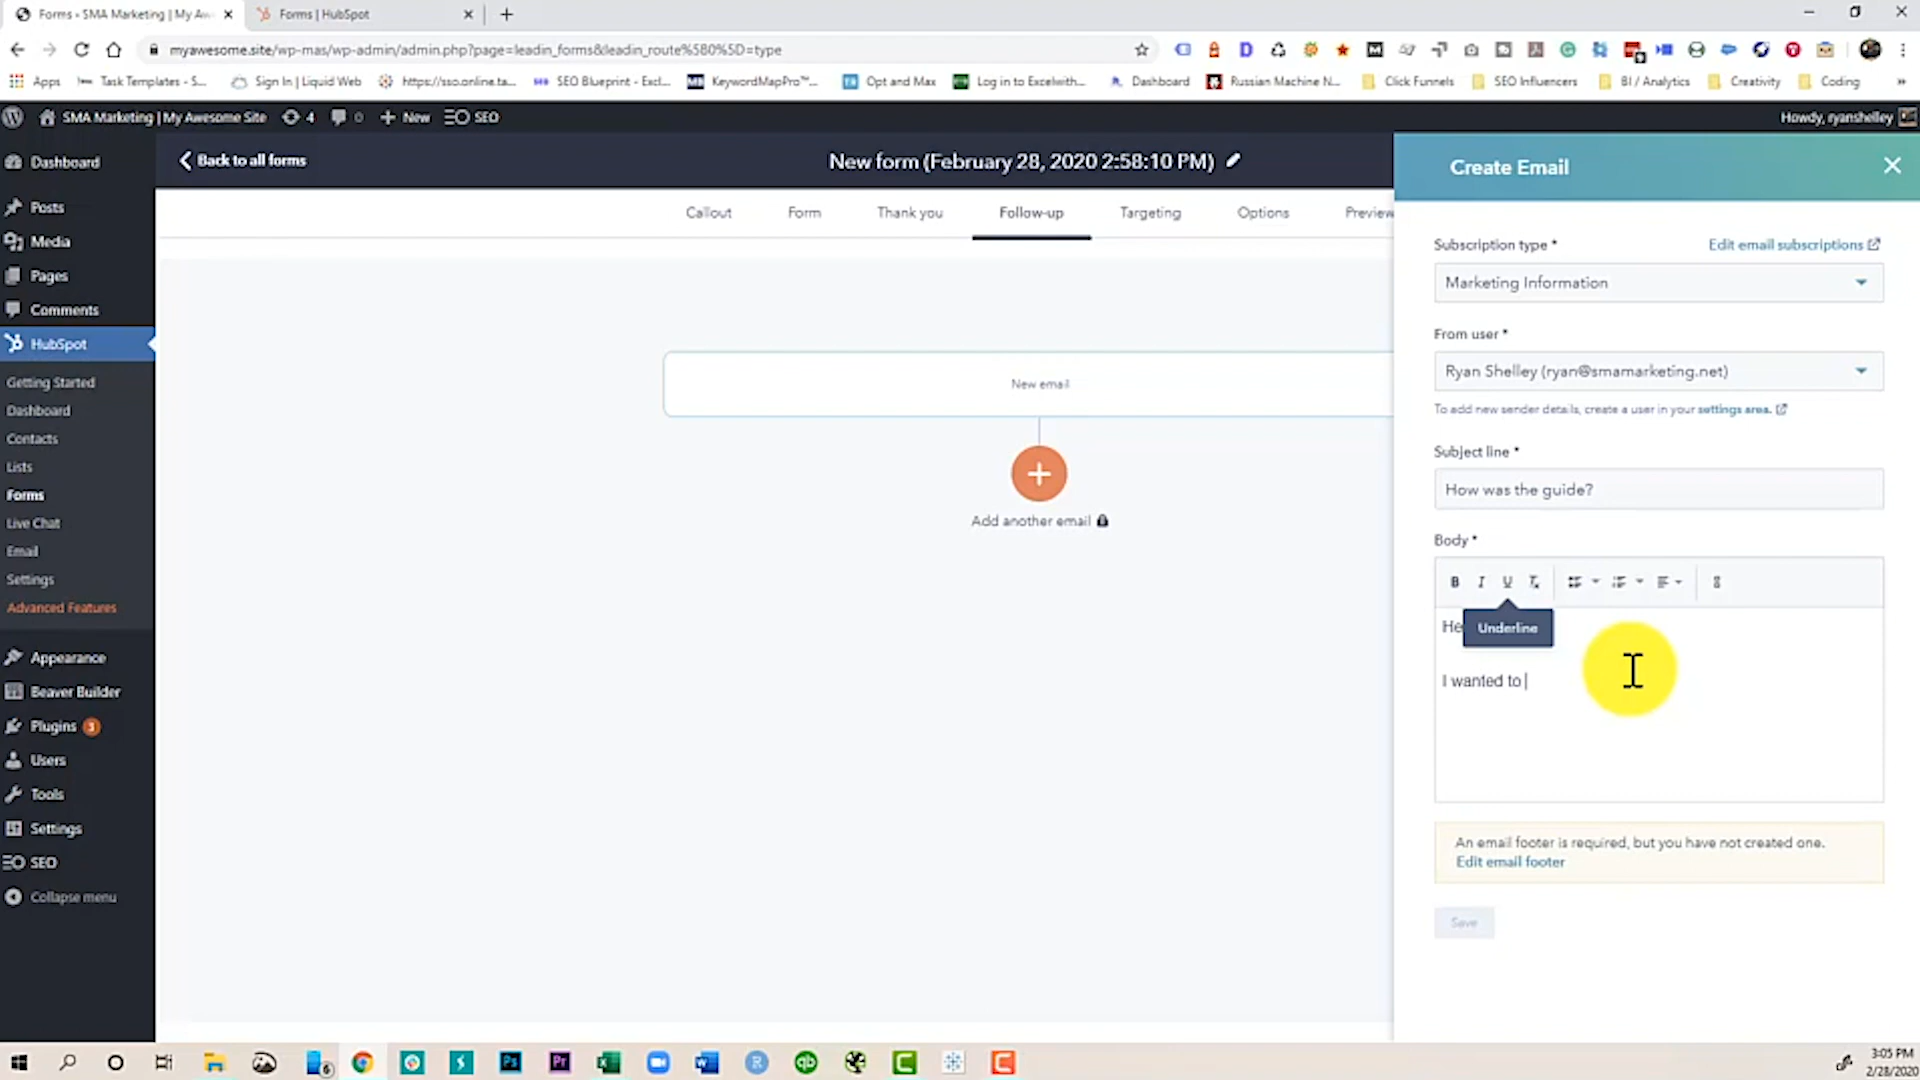 Forms ‹ SMA Marketing | My Aw
Forms | HubSpot
myawesome.site/wp-mas/wp-admin/admin.php?page=leadin_forms&leadin_route%5B0%5D=type
Apps
Task Templates - S...
Sign In | Liquid Web
https://sso.online.ta...
SEO Blueprint - Excl...
KeywordMapPro™...
Opt and Max
Log in to Excelwith...
Dashboard
Russian Machine N...
Click Funnels
SEO Influencers
BI / Analytics
Creativity
Coding
»
SMA Marketing | My Awesome Site
4
0
New
SEO
Howdy, ryanshelley
Dashboard
Posts
Media
Pages
Comments
HubSpot
Getting Started
Dashboard
Contacts
Lists
Forms
Live Chat
Email
Settings
Advanced Features
Appearance
Beaver Builder
Plugins 3
Users
Tools
Settings
SEO
Collapse menu
Back to all forms
New form (February 28, 2020 2:58:10 PM)
Callout
Form
Thank you
Follow-up
Targeting
Options
Preview
New email
Add another email
Create Email
Subscription type *
Edit email subscriptions
Marketing Information
From user *
Ryan Shelley (ryan@smamarketing.net)
To add new sender details, create a user in your settings area.
Subject line *
How was the guide?
Body *
B I U Tx
He
Underline
I wanted to
An email footer is required, but you have not created one.
Edit email footer
Save
3:05 PM
2/28/2020